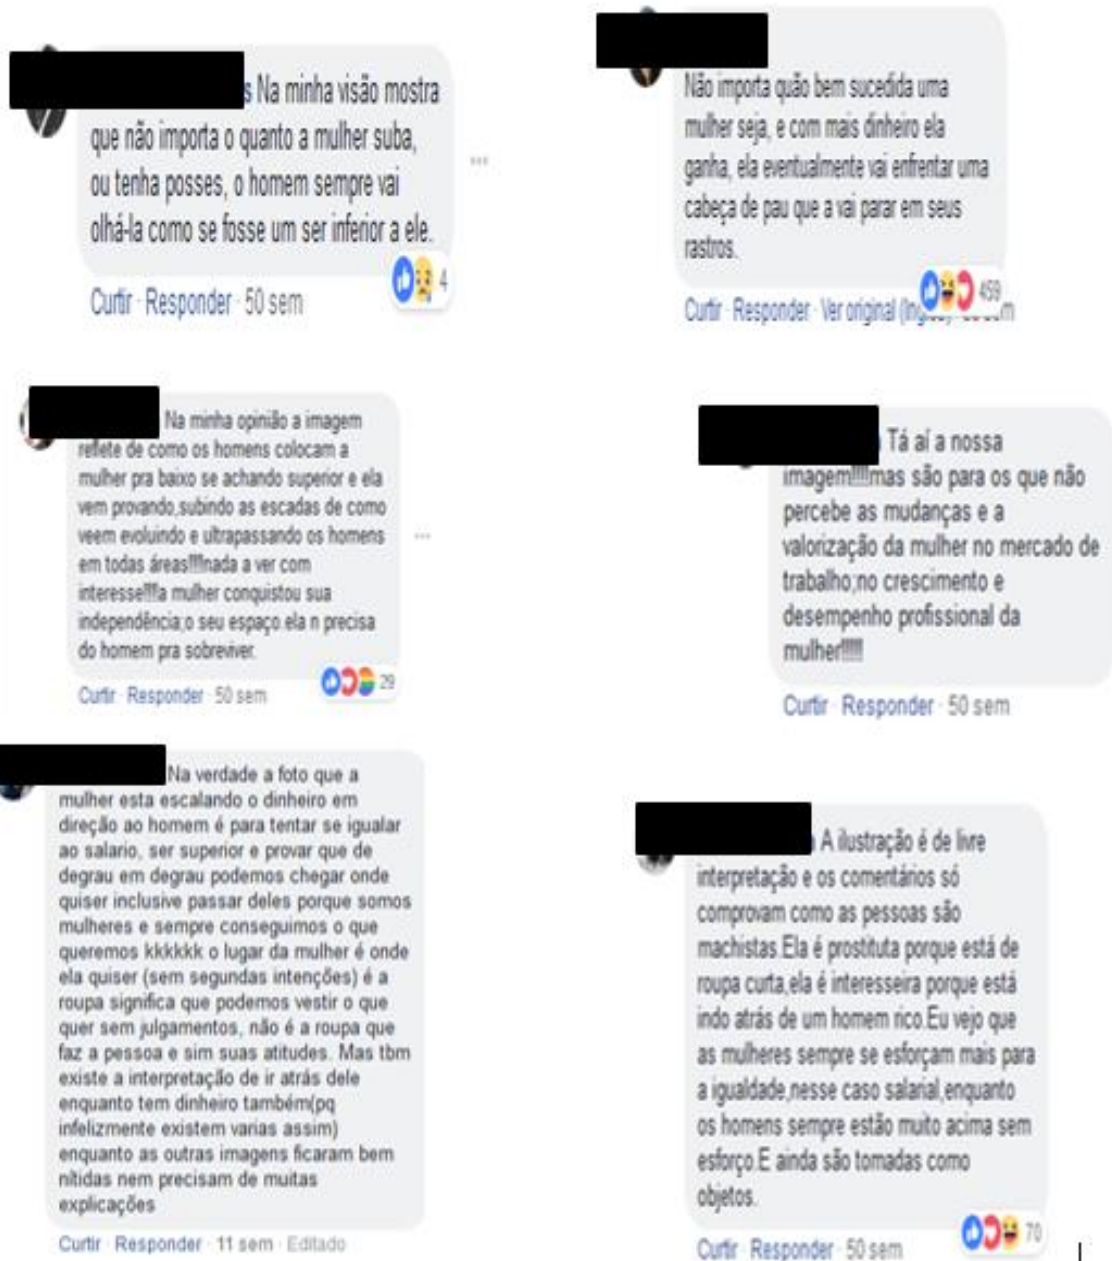 s Na minha visão mostra
que não importa o quanto a mulher suba,
ou tenha posses, o homem sempre vai
olhá-la como se fosse um ser inferior a ele.
4
Curtir · Responder · 50 sem
Não importa quão bem sucedida uma
mulher seja, e com mais dinheiro ela
ganha, ela eventualmente vai enfrentar uma
cabeça de pau que a vai parar em seus
rastros.
459
Curtir · Responder · Ver original
Na minha opinião a imagem
reflete de como os homens colocam a
mulher pra baixo se achando superior e ela
vem provando,subindo as escadas de como
veem evoluindo e ultrapassando os homens
em todas áreas!!!!nada a ver com
interesse!!!!a mulher conquistou sua
independência;o seu espaço.ela n precisa
do homem pra sobreviver.
29
Curtir · Responder · 50 sem
Tá aí a nossa
imagem!!!!!mas são para os que não
percebe as mudanças e a
valorização da mulher no mercado de
trabalho;no crescimento e
desempenho profissional da
mulher!!!!!
Curtir · Responder · 50 sem
Na verdade a foto que a
mulher esta escalando o dinheiro em
direção ao homem é para tentar se igualar
ao salario, ser superior e provar que de
degrau em degrau podemos chegar onde
quiser inclusive passar deles porque somos
mulheres e sempre conseguimos o que
queremos kkkkkk o lugar da mulher é onde
ela quiser (sem segundas intenções) é a
roupa significa que podemos vestir o que
quer sem julgamentos, não é a roupa que
faz a pessoa e sim suas atitudes. Mas tbm
existe a interpretação de ir atrás dele
enquanto tem dinheiro também(pq
infelizmente existem varias assim)
enquanto as outras imagens ficaram bem
nítidas nem precisam de muitas
explicações
Curtir · Responder · 11 sem · Editado
A ilustração é de livre
interpretação e os comentários só
comprovam como as pessoas são
machistas.Ela é prostituta porque está de
roupa curta,ela é interesseira porque está
indo atrás de um homem rico.Eu vejo que
as mulheres sempre se esforçam mais para
a igualdade,nesse caso salarial,enquanto
os homens sempre estão muito acima sem
esforço.E ainda são tomadas como
objetos.
70
Curtir · Responder · 50 sem